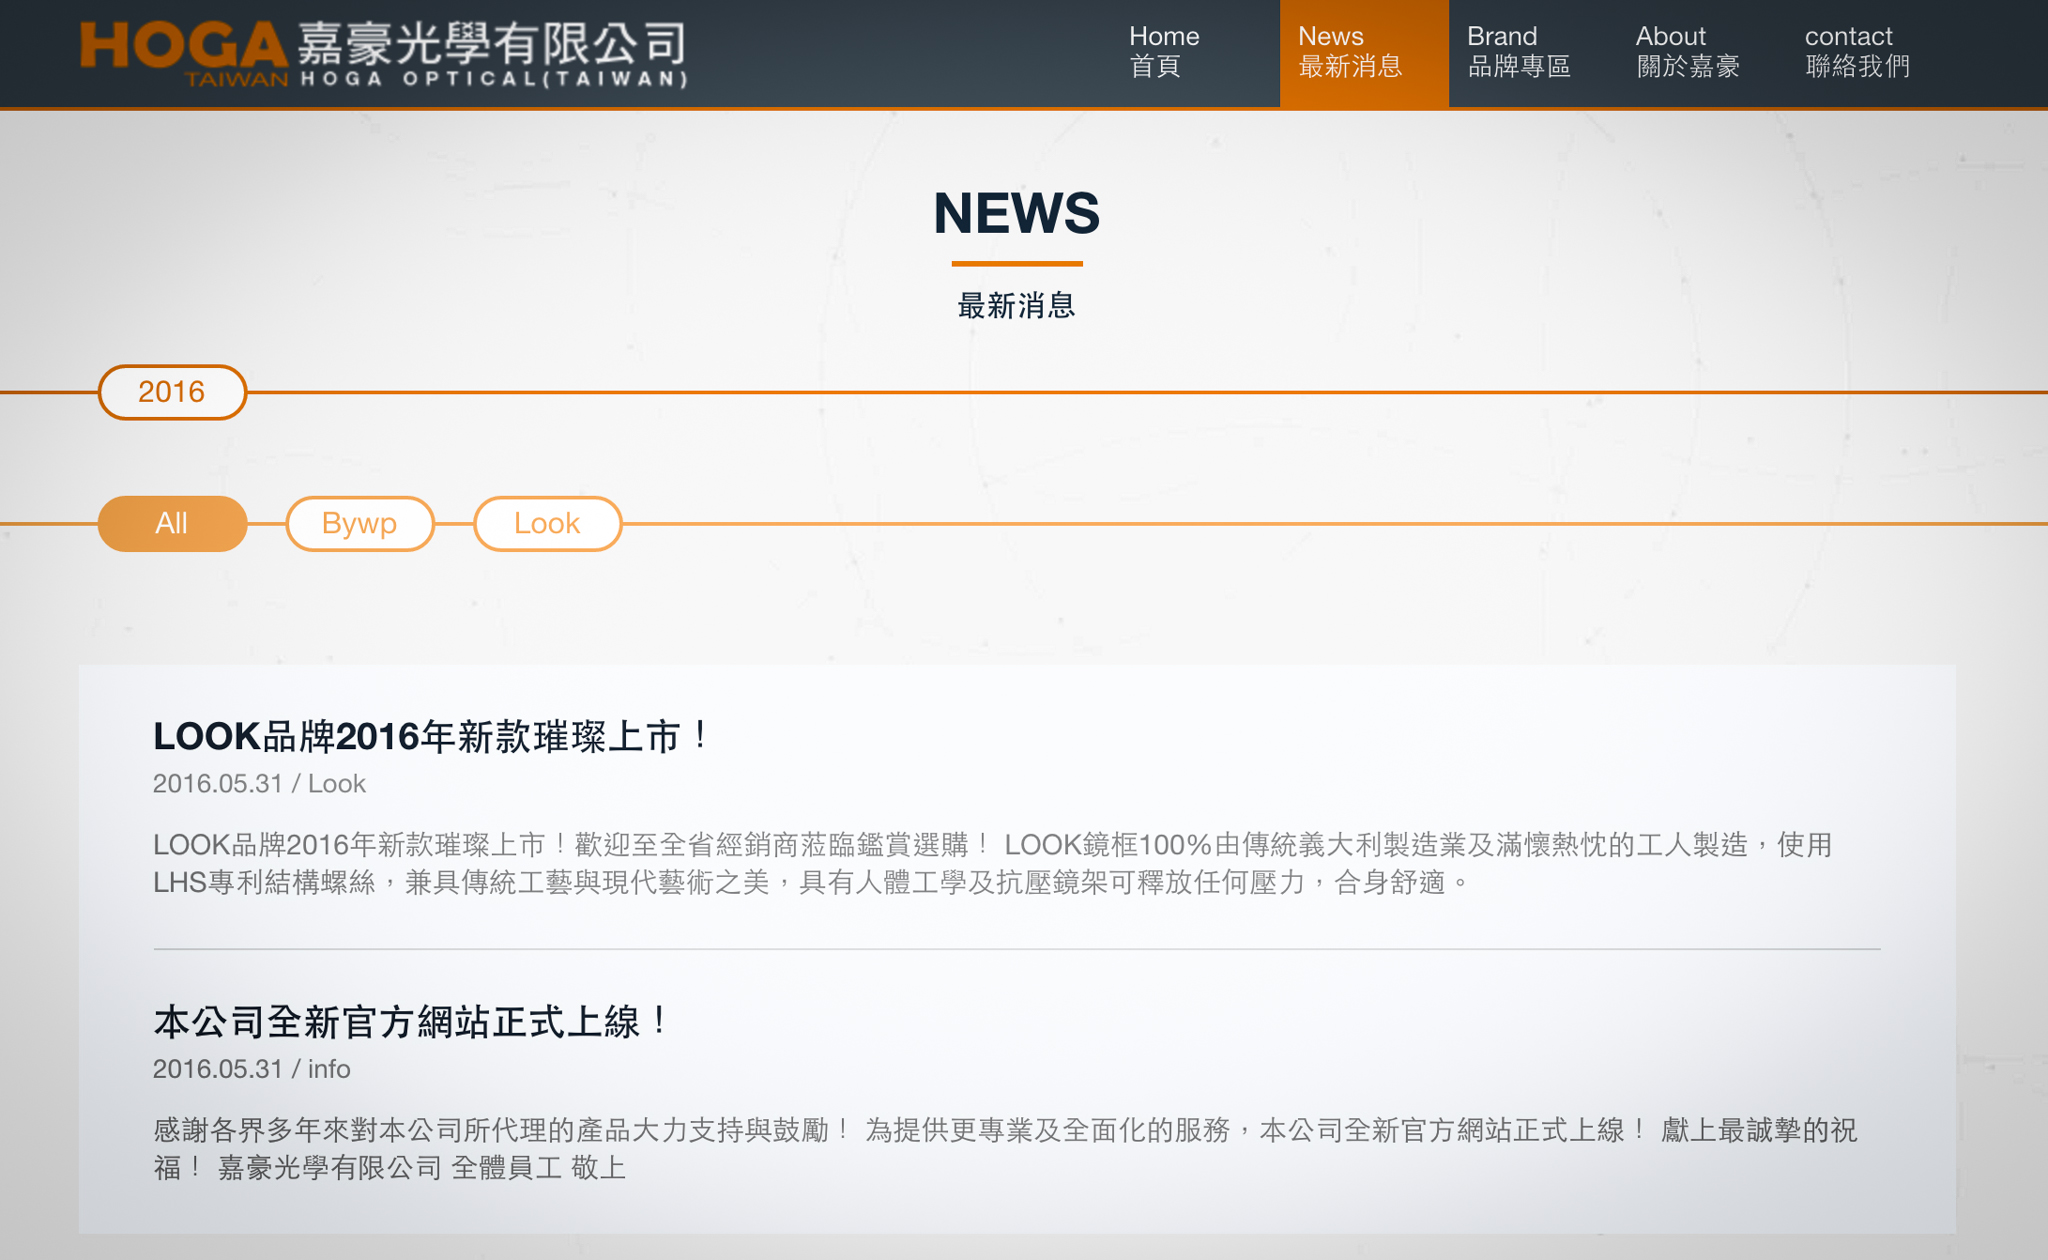 HOGA 嘉豪光學有限公司
TAIWAN HOGA OPTICAL(TAIWAN)
Home
首頁
News
最新消息
Brand
品牌專區
About
關於嘉豪
contact
聯絡我們
NEWS
最新消息
2016
All
Bywp
Look
LOOK品牌2016年新款璀璨上市！
2016.05.31 / Look
LOOK品牌2016年新款璀璨上市！歡迎至全省經銷商蒞臨鑑賞選購！ LOOK鏡框100%由傳統義大利製造業及滿懷熱忱的工人製造，使用
LHS專利結構螺絲，兼具傳統工藝與現代藝術之美，具有人體工學及抗壓鏡架可釋放任何壓力，合身舒適。
本公司全新官方網站正式上線！
2016.05.31 / info
感謝各界多年來對本公司所代理的產品大力支持與鼓勵！ 為提供更專業及全面化的服務，本公司全新官方網站正式上線！ 獻上最誠摯的祝
福！ 嘉豪光學有限公司 全體員工 敬上